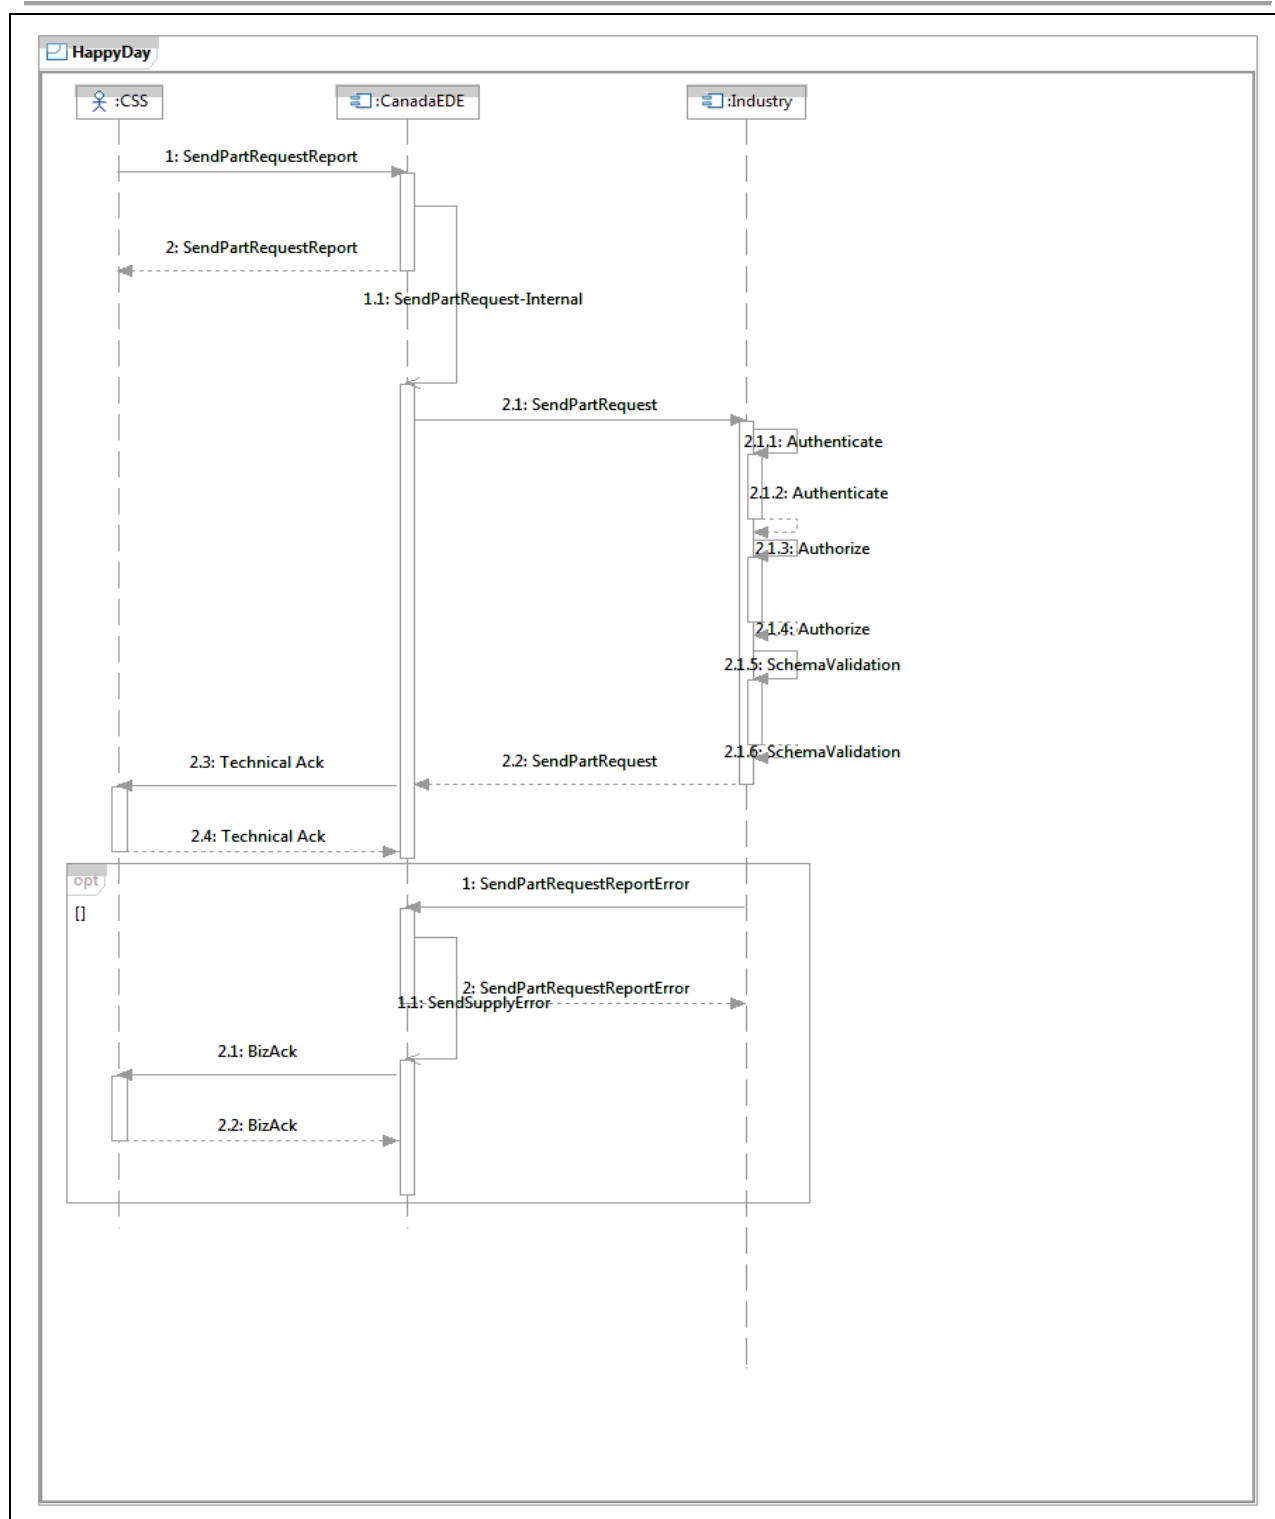 HappyDay
:CSS
:CanadaEDE
:Industry
1: SendPartRequestReport
2: SendPartRequestReport
1.1: SendPartRequest-Internal
2.1: SendPartRequest
2.1.1: Authenticate
2.1.2: Authenticate
2.1.3: Authorize
2.1.4: Authorize
2.1.5: SchemaValidation
2.1.6: SchemaValidation
2.3: Technical Ack
2.2: SendPartRequest
2.4: Technical Ack
opt
1: SendPartRequestReportError
[]
2: SendPartRequestReportError
1.1: SendSupplyError
2.1: BizAck
2.2: BizAck